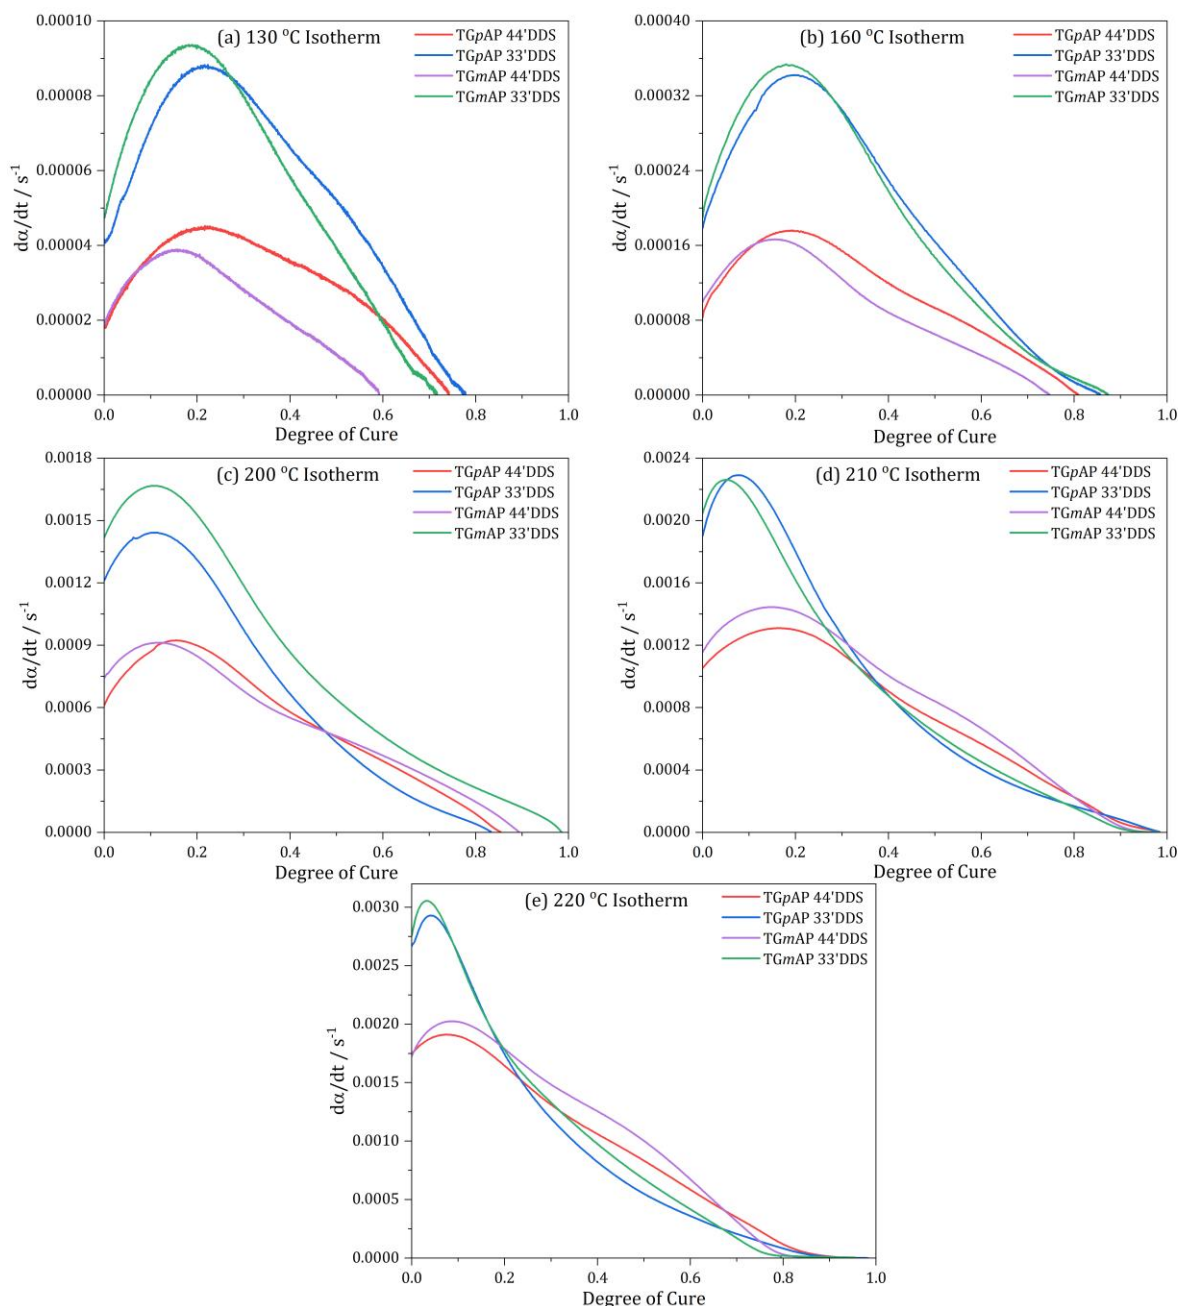 (a) 130 °C Isotherm
TGpAP 44'DDS
TGpAP 33'DDS
TGmAP 44'DDS
TGmAP 33'DDS
0.00010
0.00008
0.00006
0.00004
0.00002
0.00000
dα/dt / s⁻¹
0.0 0.2 0.4 0.6 0.8 1.0
Degree of Cure
(b) 160 °C Isotherm
TGpAP 44'DDS
TGpAP 33'DDS
TGmAP 44'DDS
TGmAP 33'DDS
0.00040
0.00032
0.00024
0.00016
0.00008
0.00000
dα/dt / s⁻¹
0.0 0.2 0.4 0.6 0.8 1.0
Degree of Cure
(c) 200 °C Isotherm
TGpAP 44'DDS
TGpAP 33'DDS
TGmAP 44'DDS
TGmAP 33'DDS
0.0018
0.0015
0.0012
0.0009
0.0006
0.0003
0.0000
dα/dt / s⁻¹
0.0 0.2 0.4 0.6 0.8 1.0
Degree of Cure
(d) 210 °C Isotherm
TGpAP 44'DDS
TGpAP 33'DDS
TGmAP 44'DDS
TGmAP 33'DDS
0.0024
0.0020
0.0016
0.0012
0.0008
0.0004
0.0000
dα/dt / s⁻¹
0.0 0.2 0.4 0.6 0.8 1.0
Degree of Cure
(e) 220 °C Isotherm
TGpAP 44'DDS
TGpAP 33'DDS
TGmAP 44'DDS
TGmAP 33'DDS
0.0030
0.0025
0.0020
0.0015
0.0010
0.0005
0.0000
dα/dt / s⁻¹
0.0 0.2 0.4 0.6 0.8 1.0
Degree of Cure